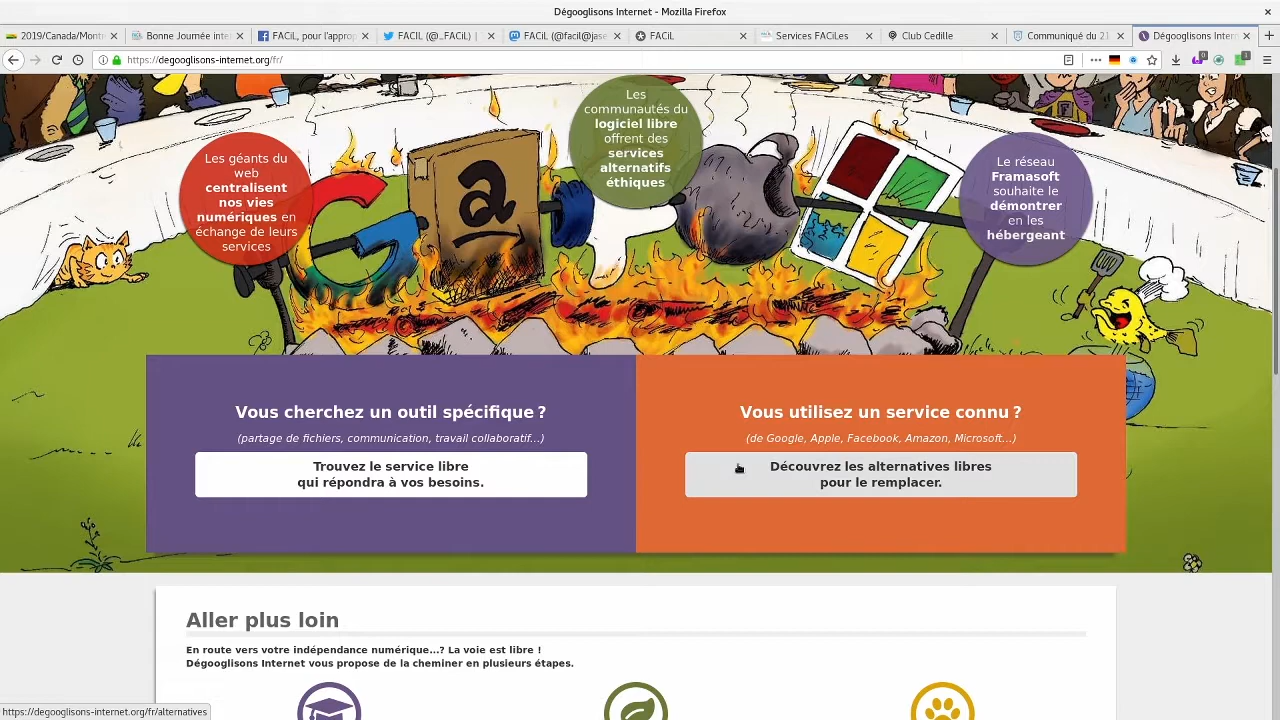 Dégooglisons Internet - Mozilla Firefox
2019/Canada/Mont
Bonne Journée inte
FACiL, pour l'approp
FACiL (@_FACiL)
FACiL (@facil@jase
FACiL
Services FACiLes
Club Cedille
Communiqué du 21
Dégooglisons Intern
https://degooglisons-internet.org/fr/
Les
communautés du
logiciel libre
offrent des
services
alternatifs
éthiques
Les géants du
web
centralisent
nos vies
numériques en
échange de leurs
services
Le réseau
Framasoft
souhaite le
démontrer
en les
hébergeant
G
a
Vous cherchez un outil spécifique ?
(partage de fichiers, communication, travail collaboratif…)
Trouvez le service libre
qui répondra à vos besoins.
Vous utilisez un service connu ?
(de Google, Apple, Facebook, Amazon, Microsoft…)
Découvrez les alternatives libres
pour le remplacer.
Aller plus loin
En route vers votre indépendance numérique…? La voie est libre !
Dégooglisons Internet vous propose de la cheminer en plusieurs étapes.
https://degooglisons-internet.org/fr/alternatives